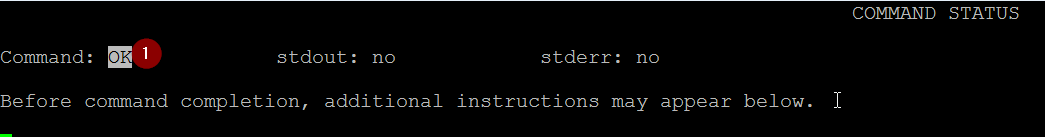 COMMAND STATUS
Command: OK 1 stdout: no stderr: no
Before command completion, additional instructions may appear below.